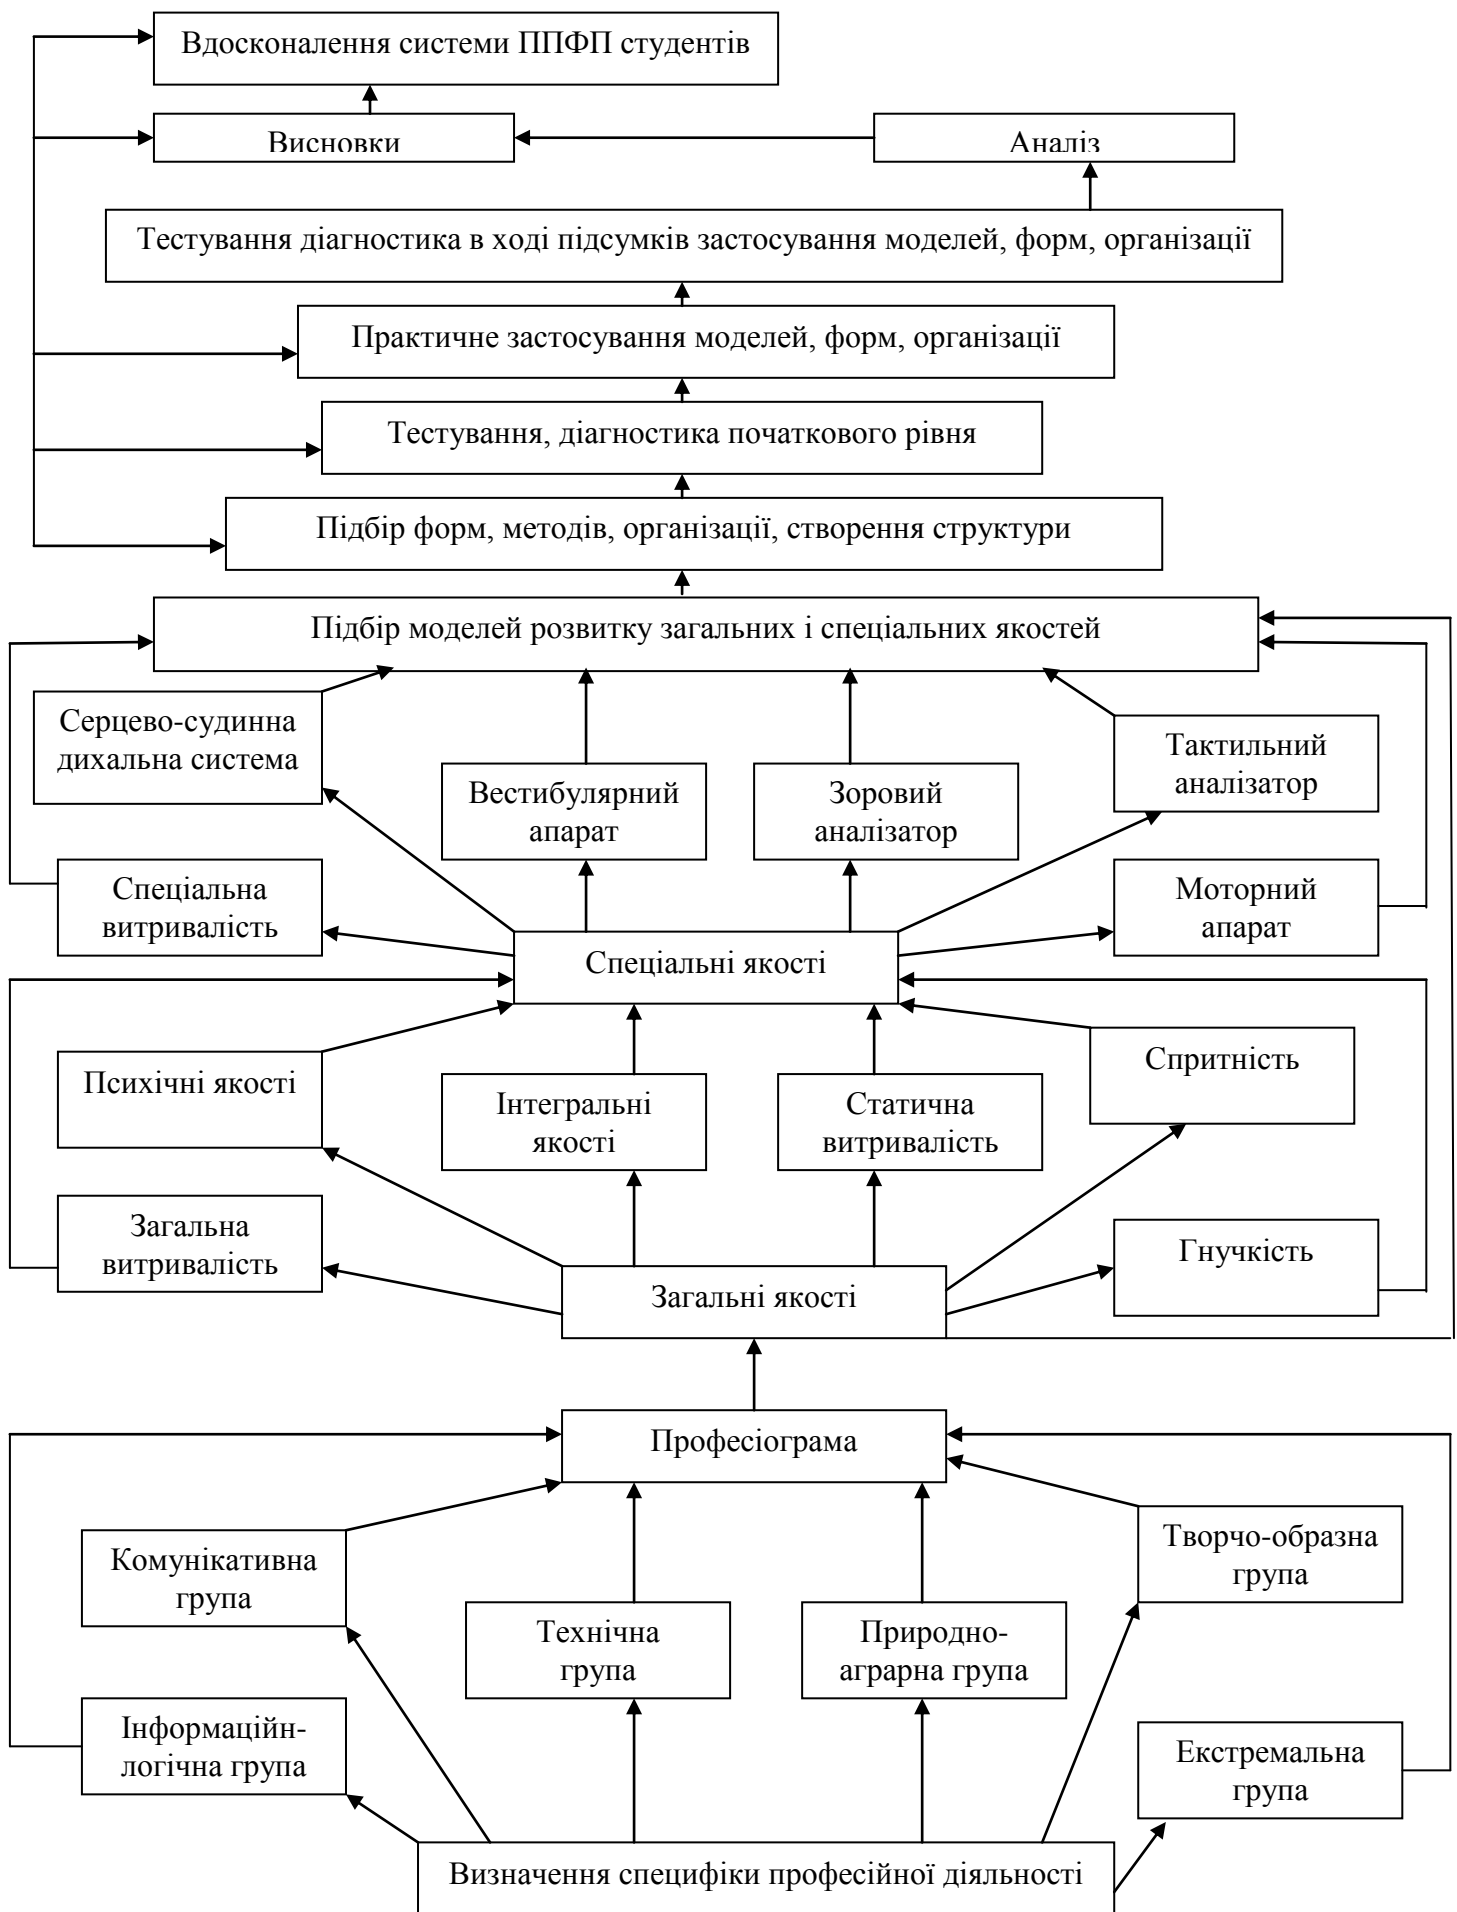 Вдосконалення системи ППФП студентів
Висновки
Аналіз
Тестування діагностика в ході підсумків застосування моделей, форм, організації
Практичне застосування моделей, форм, організації
Тестування, діагностика початкового рівня
Підбір форм, методів, організації, створення структури
Підбір моделей розвитку загальних і спеціальних якостей
Серцево-судинна
дихальна система
Вестибулярний
апарат
Зоровий
аналізатор
Тактильний
аналізатор
Спеціальна
витривалість
Моторний
апарат
Спеціальні якості
Психічні якості
Інтегральні
якості
Статична
витривалість
Спритність
Загальна
витривалість
Гнучкість
Загальні якості
Професіограма
Комунікативна
група
Технічна
група
Природно-
аграрна група
Творчо-образна
група
Інформаційн-
логічна група
Екстремальна
група
Визначення специфіки професійної діяльності